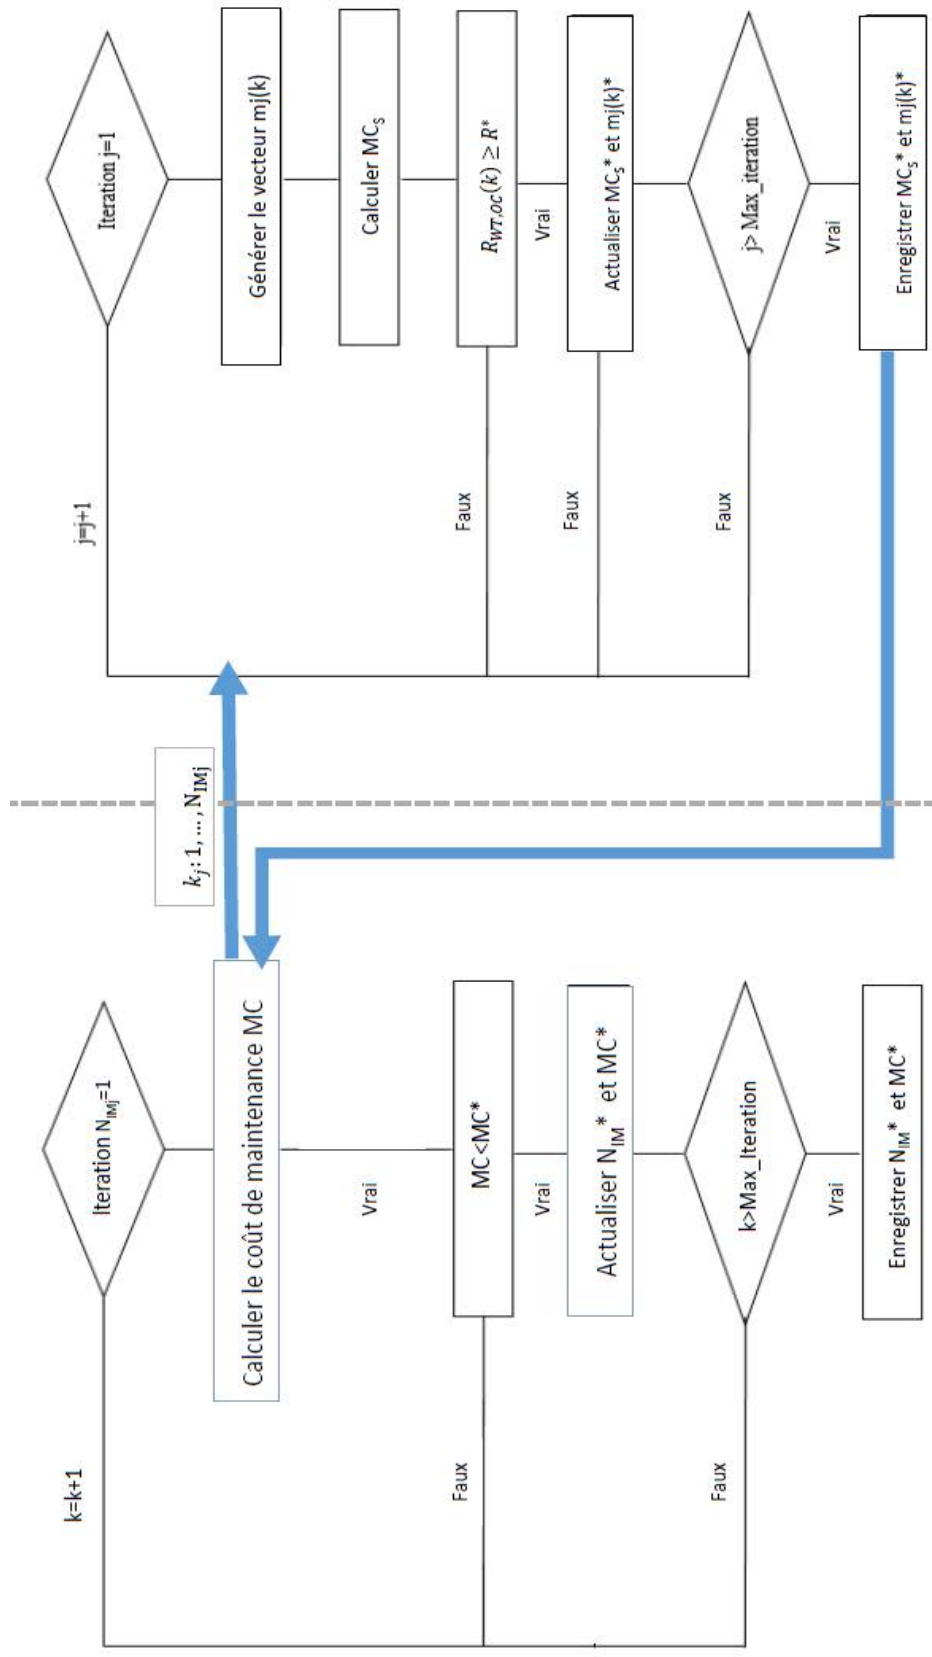 k=k+1
Iteration N_IMj=1
Calculer le coût de maintenance MC
Vrai
MC<MC*
Faux
Vrai
Actualiser N_IM* et MC*
k>Max_Iteration
Faux
Vrai
Enregistrer N_IM* et MC*
k_j: 1, … , N_IMj
j=j+1
Iteration j=1
Générer le vecteur mj(k)
Calculer MC_s
R_WT,OC(k) ≥ R*
Faux
Vrai
Actualiser MC_s* et mj(k)*
Faux
j> Max_iteration
Faux
Vrai
Enregistrer MC_s* et mj(k)*